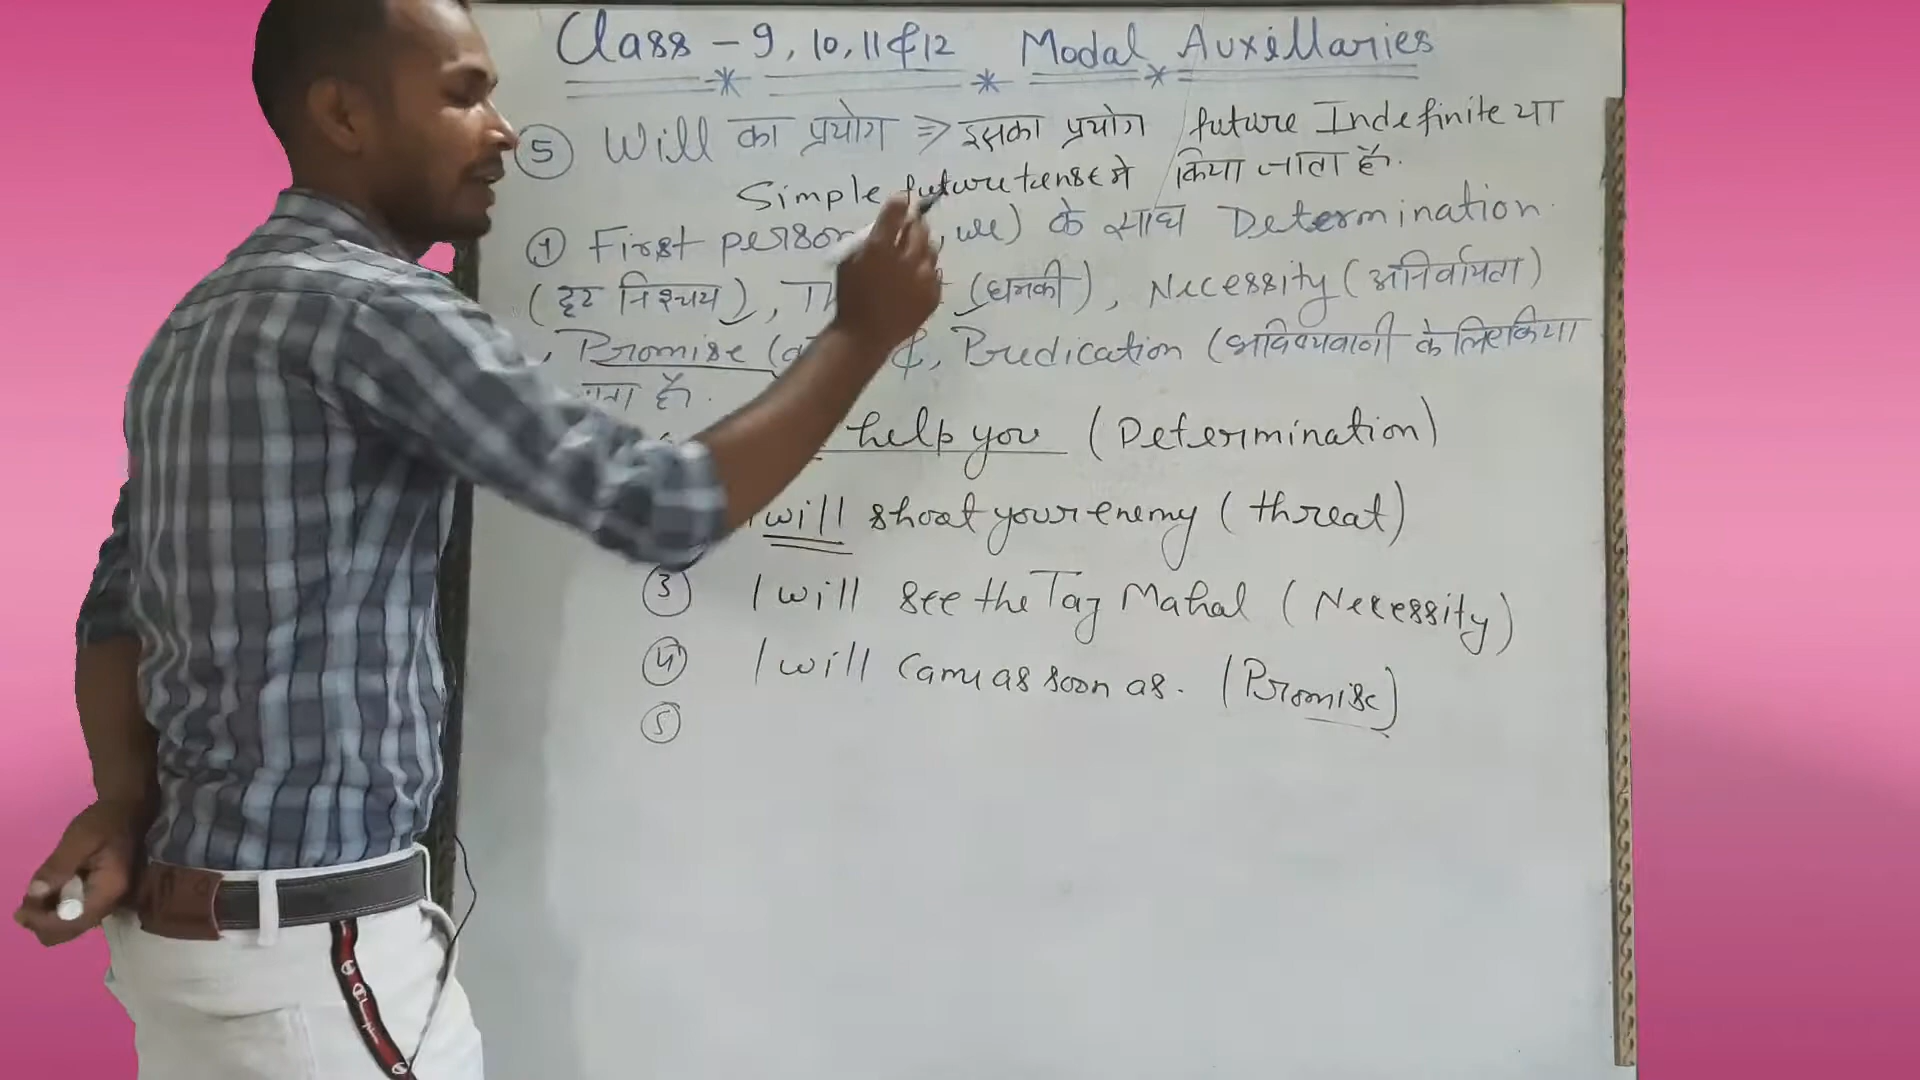 Class - 9, 10, 11 & 12 Modal Auxillaries
5 Will का प्रयोग ⇒ इसका प्रयोग future Indefinite या
Simple future tense मे किया जाता है.
1 First person , we) के साथ Determination
(दृढ निश्चय), (धमकी), Necessity (अनिर्वायता)
, Promise &, Predication (भविष्यवाणी के लिए किया
है.
help you (Determination)
will shoot your enemy (threat)
3 I will see the Taj Mahal (Necessity)
4 I will came as soon as. (Promise)
5